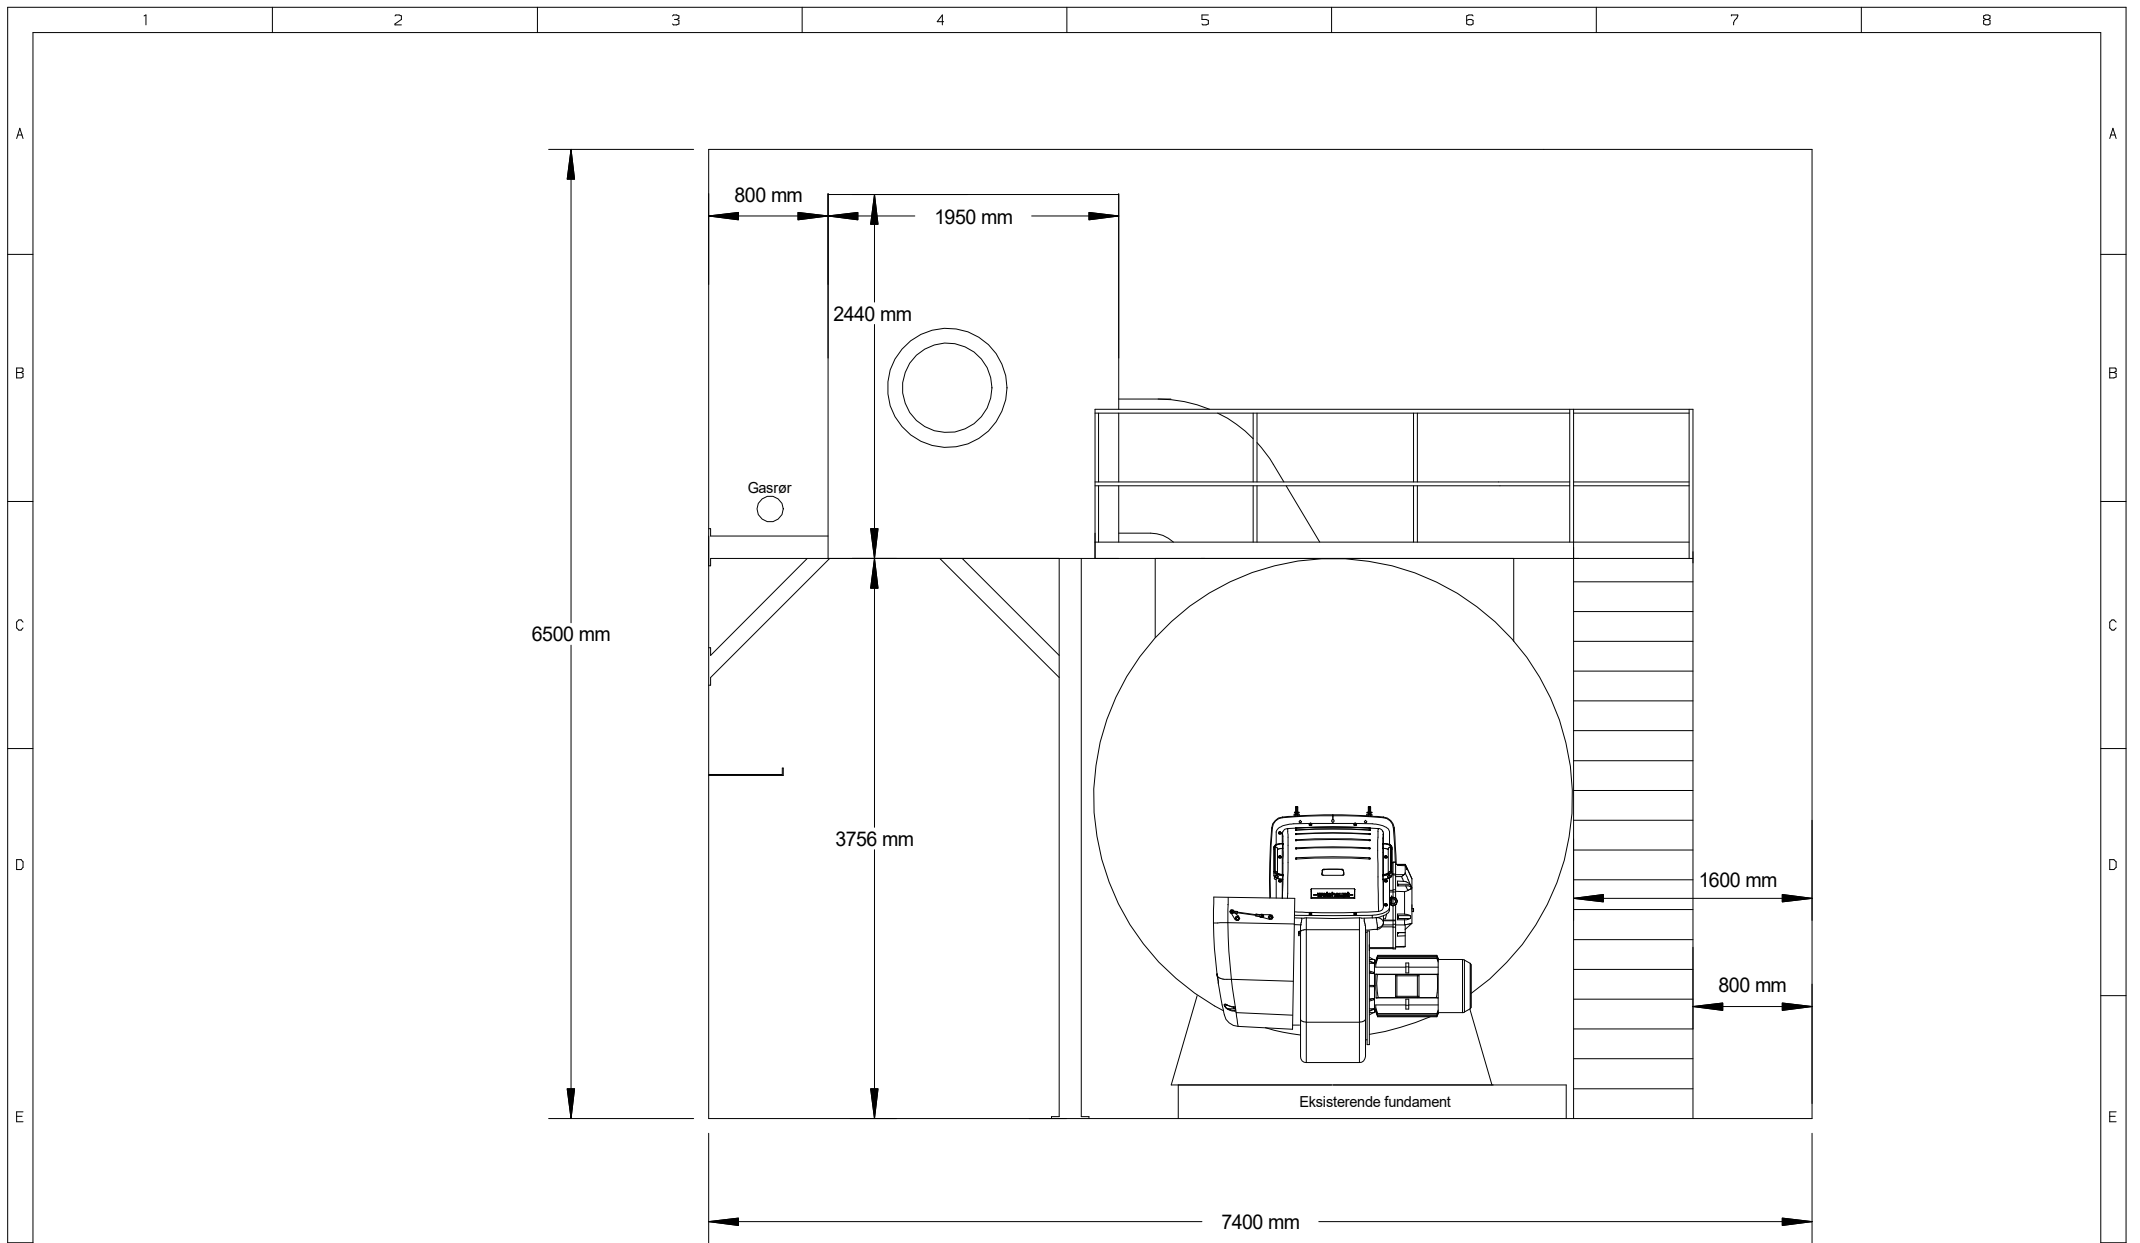 1 2 3 4 5 6 7 8
A A
800 mm
1950 mm
2440 mm
B B
Gasrør
6500 mm
C C
3756 mm
D D
1600 mm
800 mm
Eksisterende fundament
E E
7400 mm